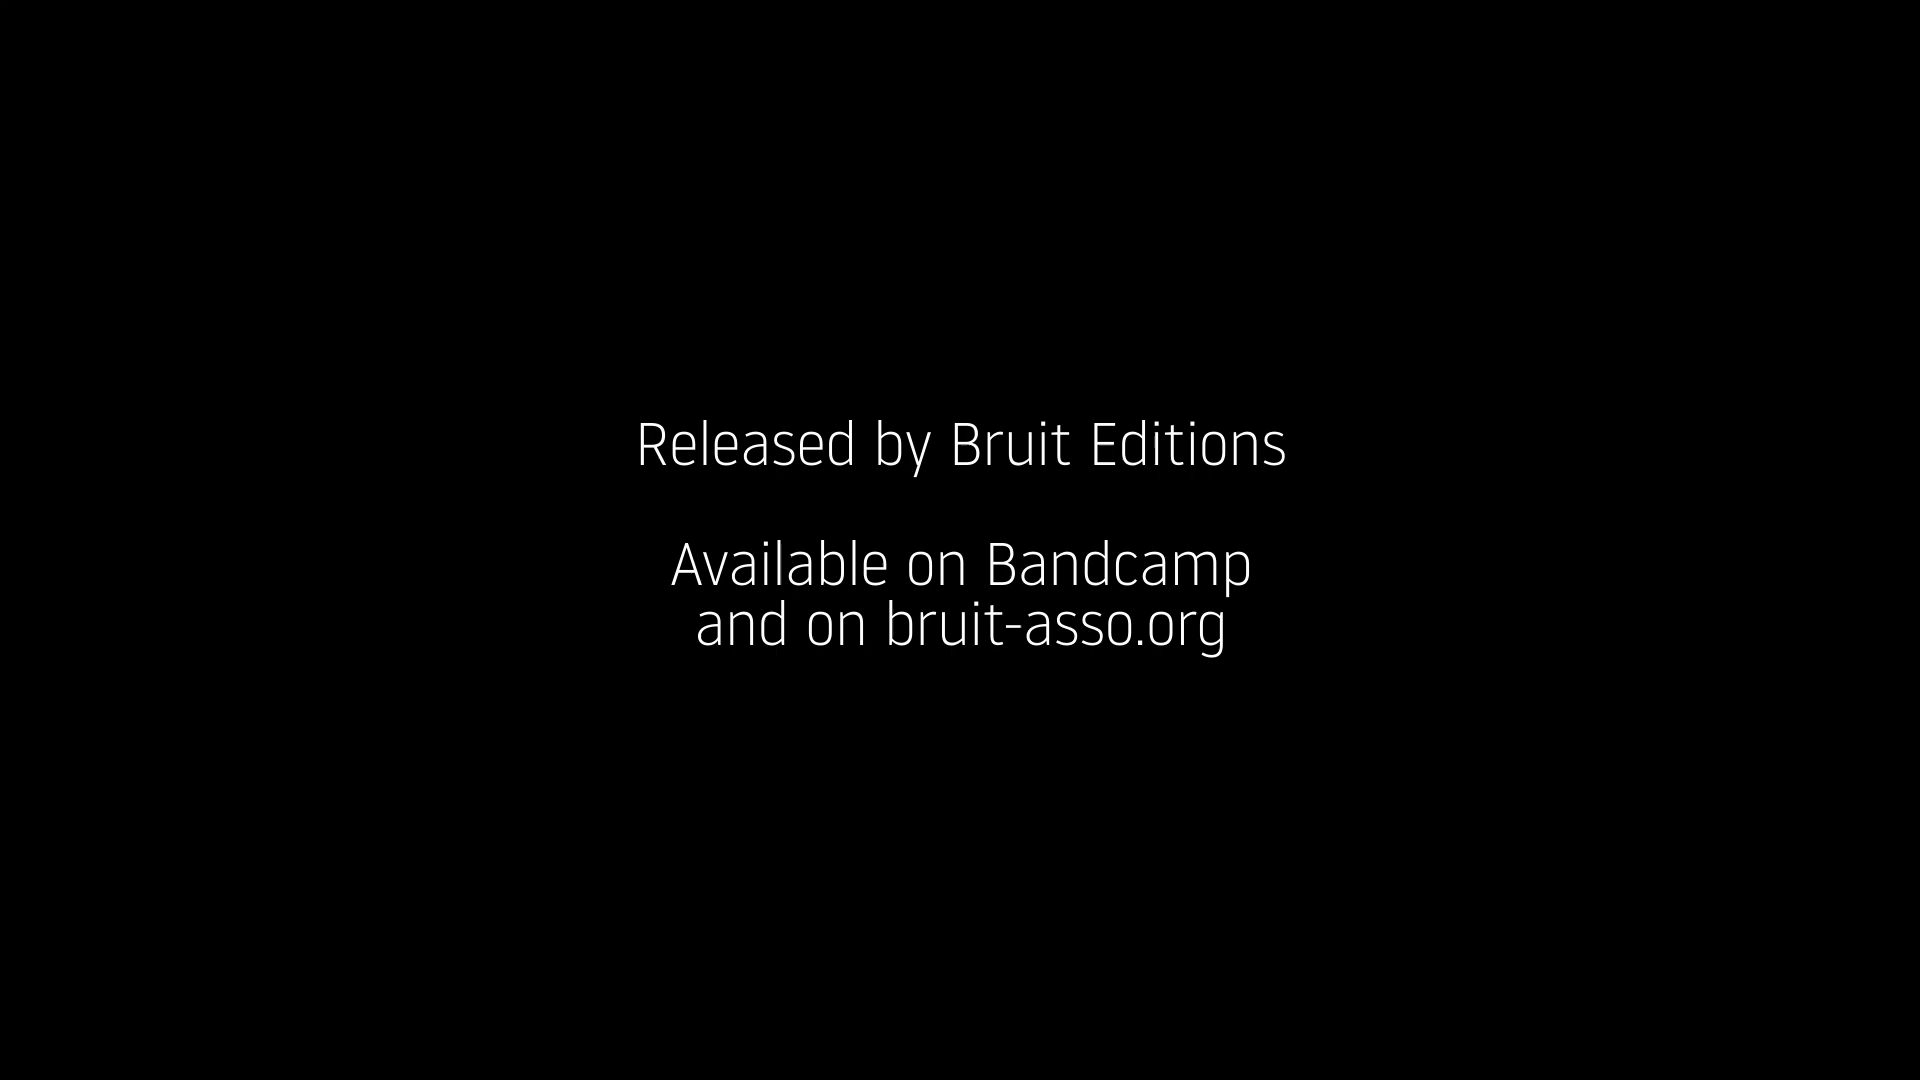 Released by Bruit Editions
Available on Bandcamp
and on bruit-asso.org